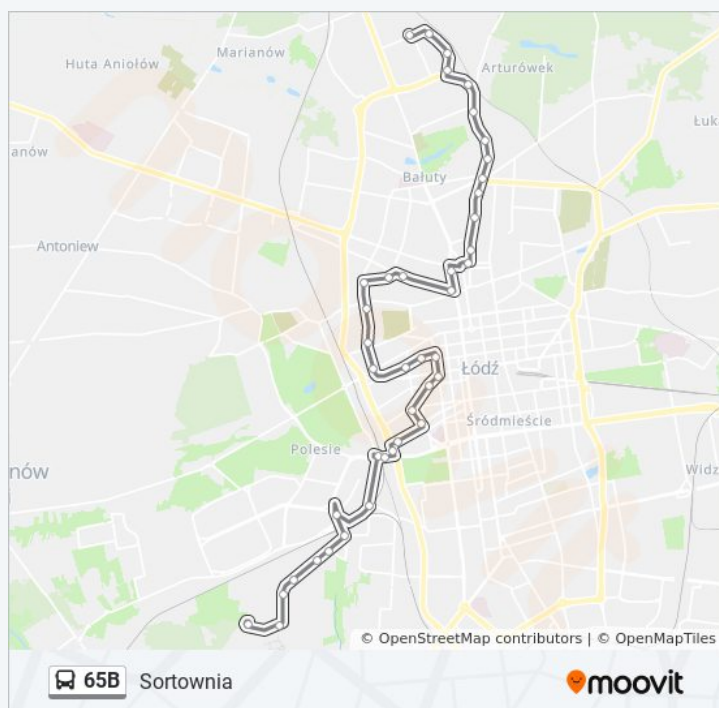 Marianów
Huta Aniołów
Arturówek
Łuk
anów
Bałuty
Antoniew
Łódź
Śródmieście
Polesie
nów
Widz
© OpenStreetMap contributors | © OpenMapTiles
65B Sortownia moovit